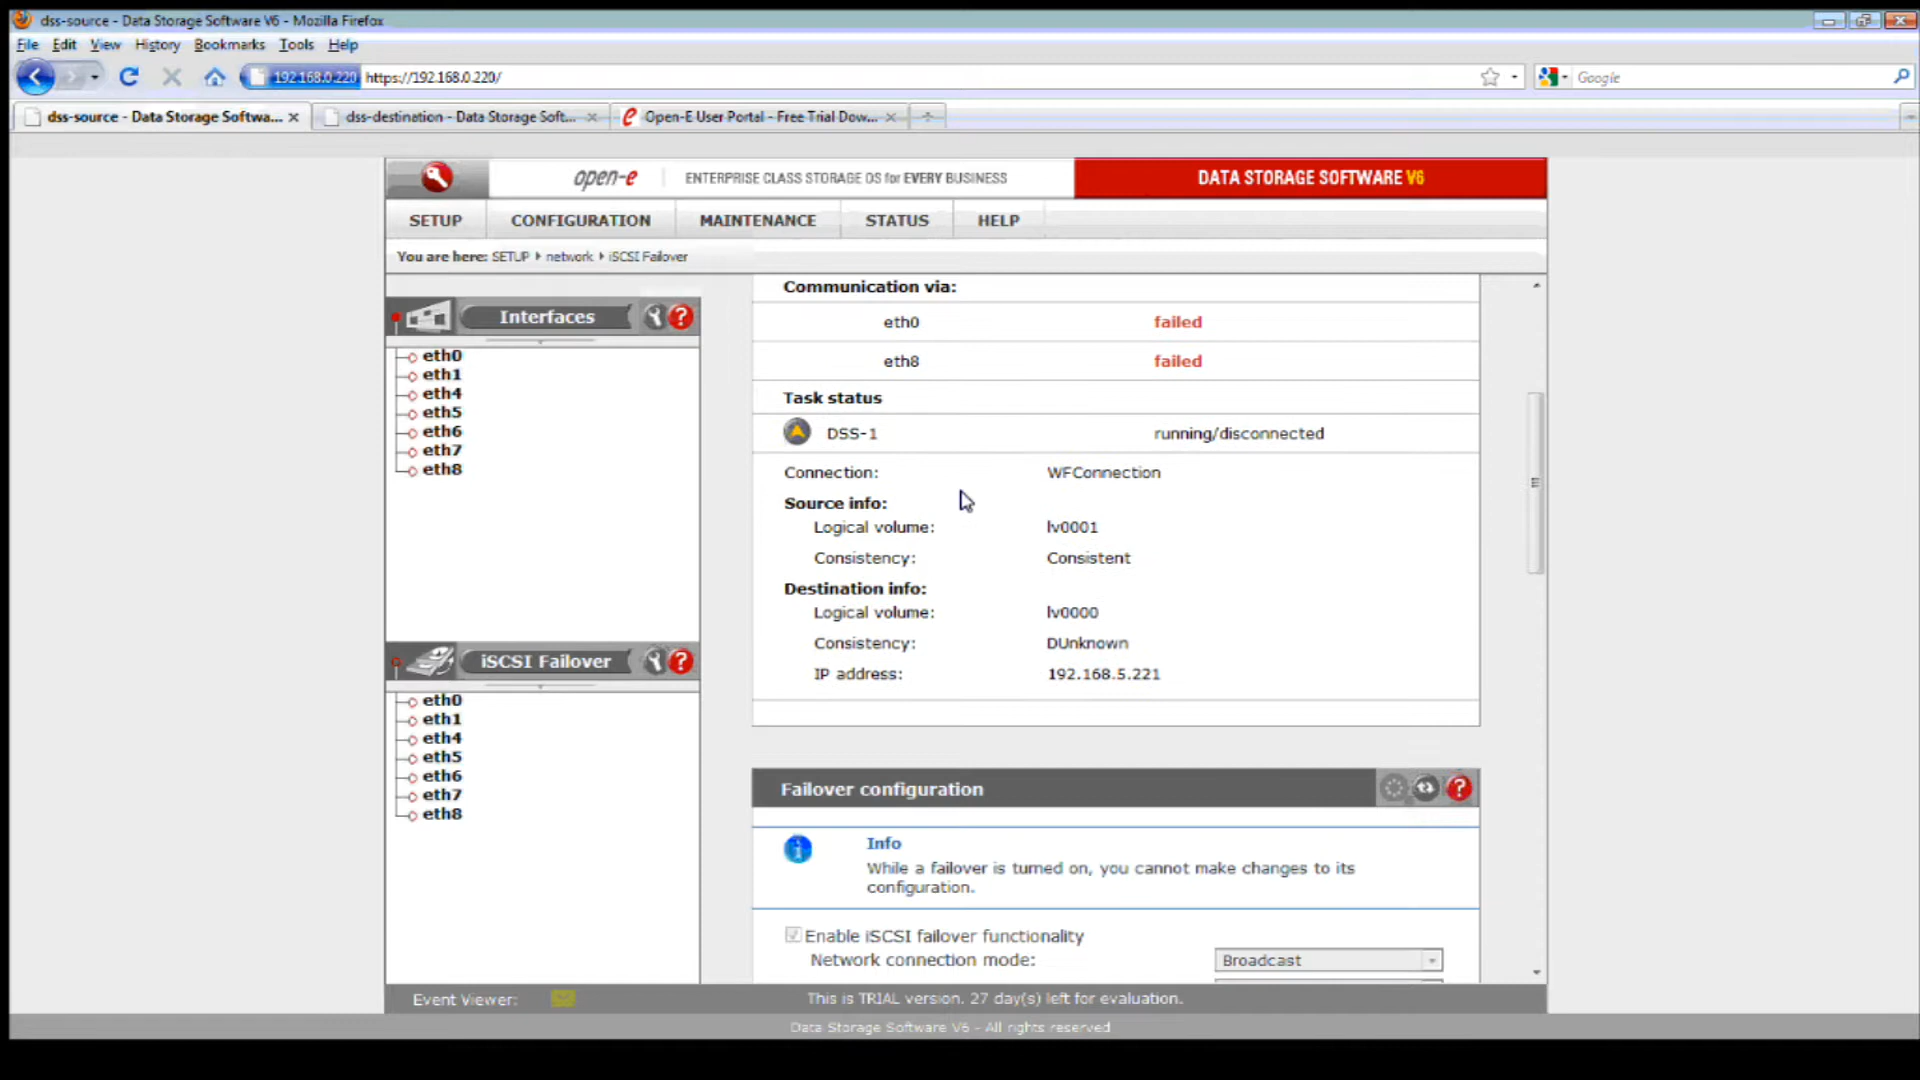 dss-source - Data Storage Software V6 - Mozilla Firefox
File Edit View History Bookmarks Tools Help
192.168.0.220 https://192.168.0.220/
Google
dss-source - Data Storage Softwa...
dss-destination - Data Storage Soft...
Open-E User Portal - Free Trial Dow...
open-e
ENTERPRISE CLASS STORAGE OS for EVERY BUSINESS
DATA STORAGE SOFTWARE V6
SETUP CONFIGURATION MAINTENANCE STATUS HELP
You are here: SETUP network iSCSI Failover
Interfaces
eth0
eth1
eth4
eth5
eth6
eth7
eth8
iSCSI Failover
eth0
eth1
eth4
eth5
eth6
eth7
eth8
Communication via:
eth0 failed
eth8 failed
Task status
DSS-1 running/disconnected
Connection: WFConnection
Source info:
Logical volume: lv0001
Consistency: Consistent
Destination info:
Logical volume: lv0000
Consistency: DUnknown
IP address: 192.168.5.221
Failover configuration
Info
While a failover is turned on, you cannot make changes to its
configuration.
Enable iSCSI failover functionality
Network connection mode: Broadcast
Event Viewer:
This is TRIAL version. 27 day(s) left for evaluation.
Data Storage Software V6 - All rights reserved